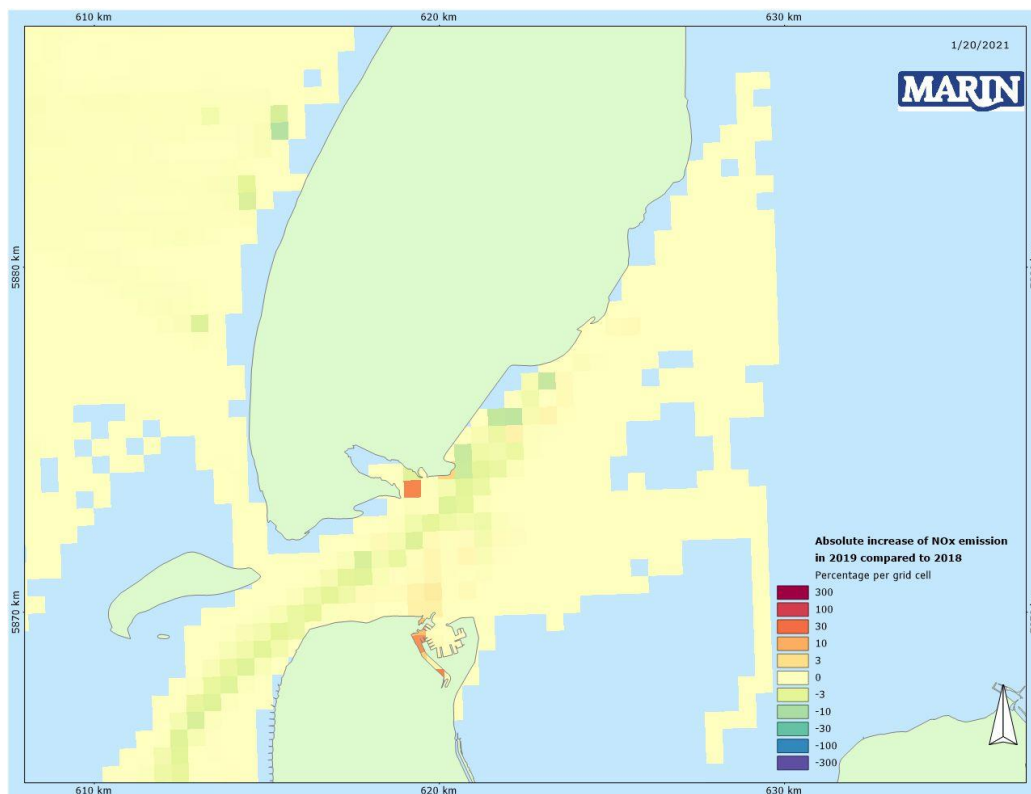 610 km
620 km
630 km
1/20/2021
MARIN
5880 km
5870 km
Absolute increase of NOx emission
in 2019 compared to 2018
Percentage per grid cell
300
100
30
10
3
0
-3
-10
-30
-100
-300
610 km
620 km
630 km